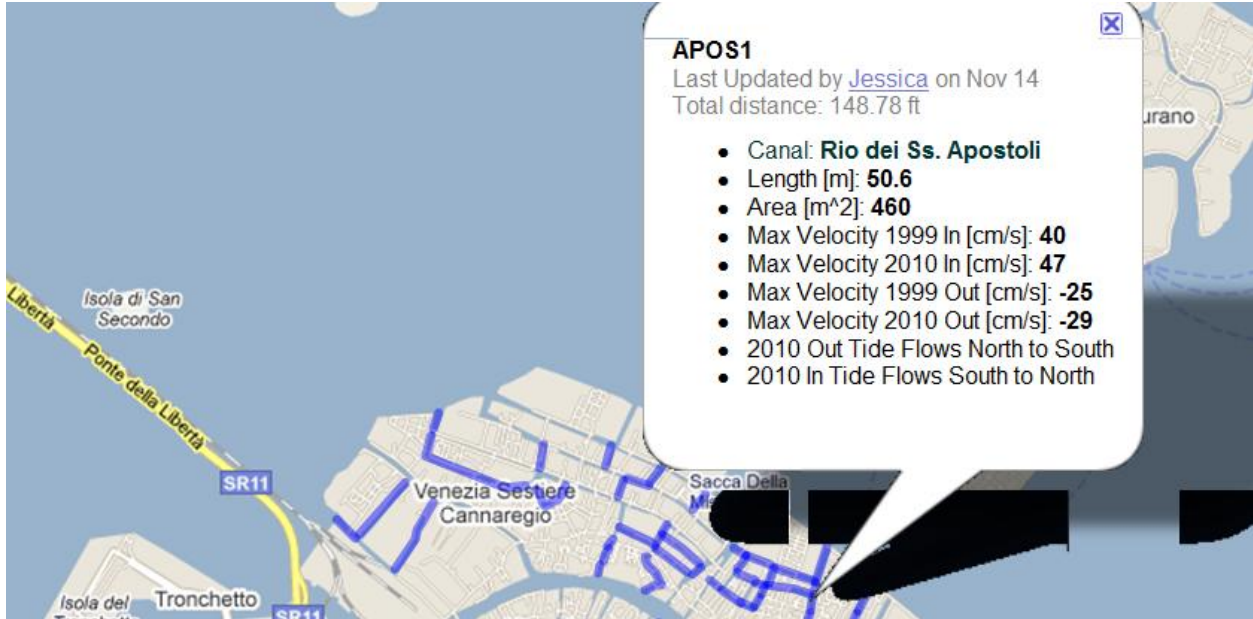 APOS1
Last Updated by Jessica on Nov 14
Total distance: 148.78 ft
Canal: Rio dei Ss. Apostoli
Length [m]: 50.6
Area [m^2]: 460
Max Velocity 1999 In [cm/s]: 40
Max Velocity 2010 In [cm/s]: 47
Max Velocity 1999 Out [cm/s]: -25
Max Velocity 2010 Out [cm/s]: -29
2010 Out Tide Flows North to South
2010 In Tide Flows South to North
urano
Isola di San
Secondo
Libertà
Ponte della Libertà
SR11
Venezia Sestiere
Cannaregio
Sacca Della
Isola del
Tronchetto
SR11